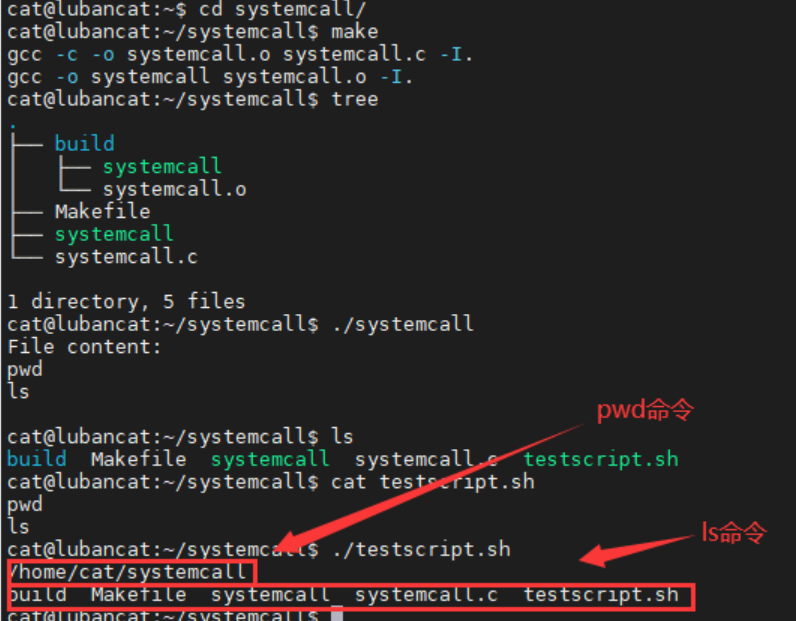 cat@lubancat:~$ cd systemcall/
cat@lubancat:~/systemcall$ make
gcc -c -o systemcall.o systemcall.c -I.
gcc -o systemcall systemcall.o -I.
cat@lubancat:~/systemcall$ tree
.
├── build
│   ├── systemcall
│   └── systemcall.o
├── Makefile
├── systemcall
└── systemcall.c
1 directory, 5 files
cat@lubancat:~/systemcall$ ./systemcall
File content:
pwd
ls
pwd命令
cat@lubancat:~/systemcall$ ls
build  Makefile  systemcall  systemcall.c  testscript.sh
cat@lubancat:~/systemcall$ cat testscript.sh
pwd
ls
ls命令
cat@lubancat:~/systemcall$ ./testscript.sh
/home/cat/systemcall
build  Makefile  systemcall  systemcall.c  testscript.sh
cat@lubancat:~/systemcall$